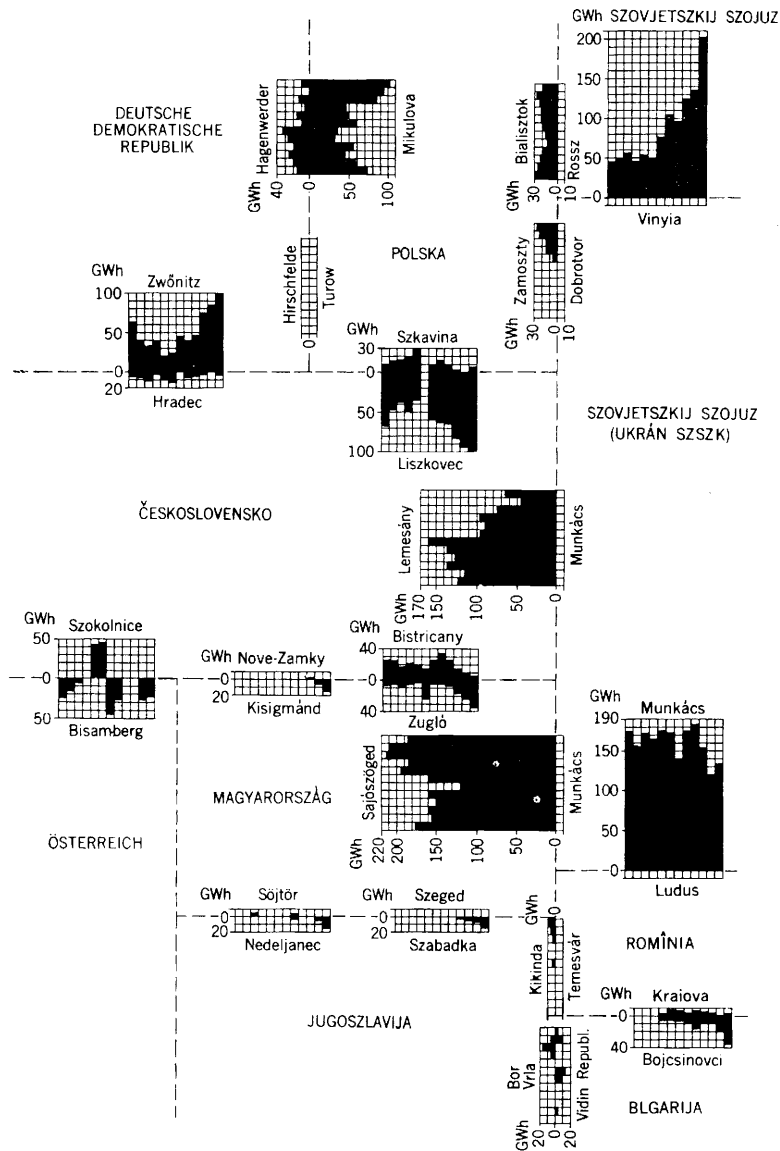 GWh SZOVJETSZKIJ SZOJUZ
200
150
100
50
0
Vinyia
DEUTSCHE
DEMOKRATISCHE
REPUBLIK
Hagenwerder
Mikulova
GWh 40 0 50 100
Bialisztok
Rossz
GWh 30 0 10
POLSKA
Hirschfelde
Turow
0
Zamoszty
Dobrotvor
GWh 30 0 10
GWh Zwőnitz
100
50
0
20
Hradec
GWh Szkavina
30
0
50
100
Liszkovec
SZOVJETSZKIJ SZOJUZ
(UKRÁN SZSZK)
ČESKOSLOVENSKO
Lemesány
Munkács
GWh 170 150 100 50 0
GWh Szokolnice
50
0
50
Bisamberg
GWh Nove-Zamky
0
20
Kisigmánd
GWh Bistricany
40
0
40
Zugló
GWh Munkács
190
150
100
50
0
Ludus
MAGYARORSZÁG
Sajószöged
Munkács
GWh 220 200 150 100 50 0
ÖSTERREICH
GWh Söjtör
0
20
Nedeljanec
GWh Szeged
0
20
Szabadka
GWh 0
Kikinda
Temesvár
ROMÎNIA
GWh Kraiova
0
40
Bojcsinovci
JUGOSZLAVIJA
Bor
Vrla
Vidin Republ.
GWh 20 0 20
BLGARIJA